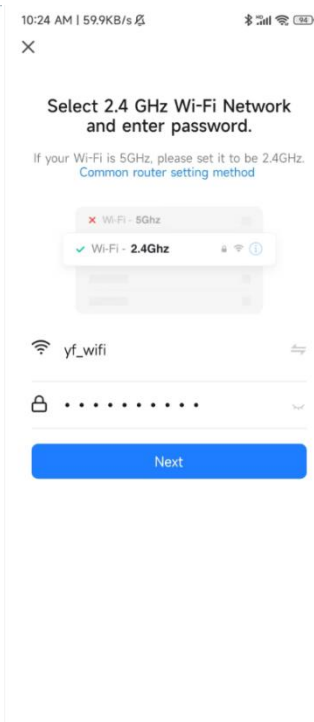 10:24 AM | 59.9KB/s
94
Select 2.4 GHz Wi-Fi Network
and enter password.
If your Wi-Fi is 5GHz, please set it to be 2.4GHz.
Common router setting method
Wi-Fi - 5Ghz
Wi-Fi - 2.4Ghz
yf_wifi
Next